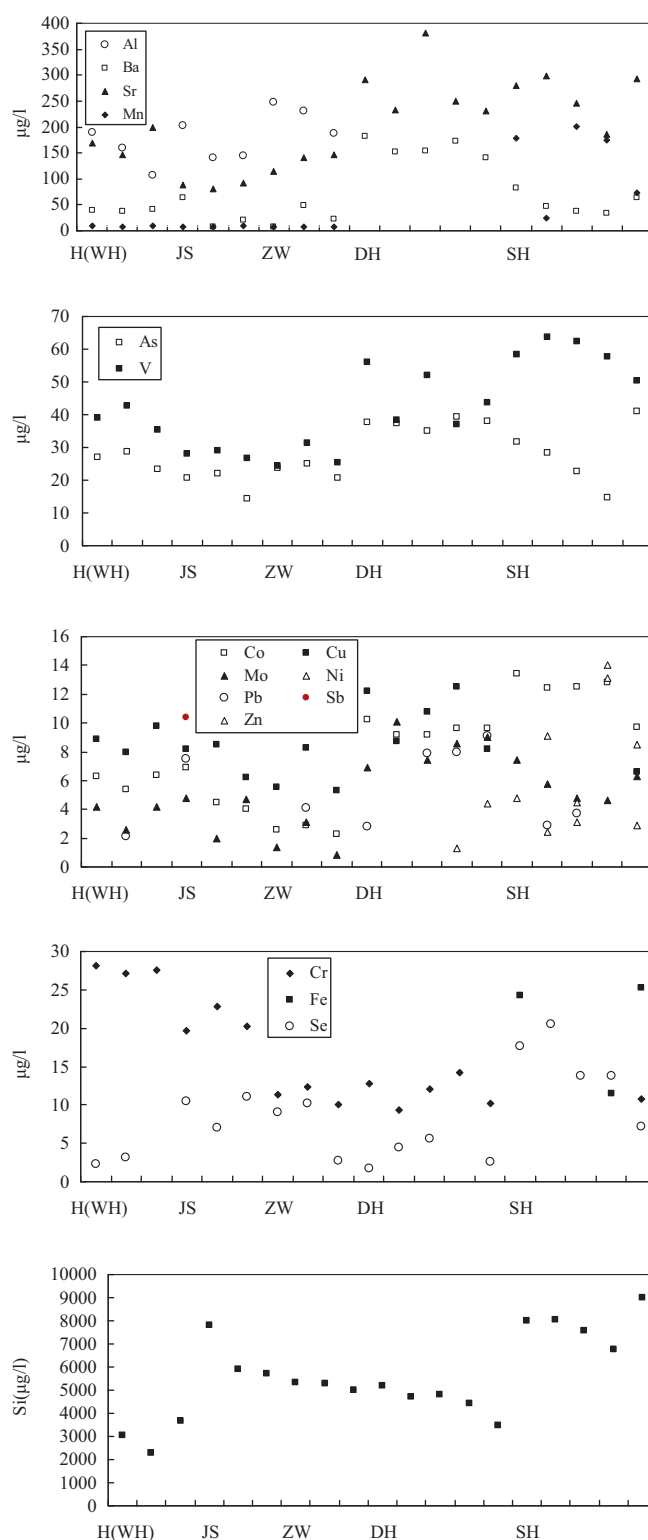 400
350
300
250
200
150
100
50
0
µg/l
Al
Ba
Sr
Mn
H(WH) JS ZW DH SH
70
60
50
40
30
20
10
0
µg/l
As
V
H(WH) JS ZW DH SH
16
14
12
10
8
6
4
2
0
µg/l
Co Cu
Mo Ni
Pb Sb
Zn
H(WH) JS ZW DH SH
30
25
20
15
10
5
0
µg/l
Cr
Fe
Se
H(WH) JS ZW DH SH
10000
9000
8000
7000
6000
5000
4000
3000
2000
1000
0
Si(µg/l)
H(WH) JS ZW DH SH